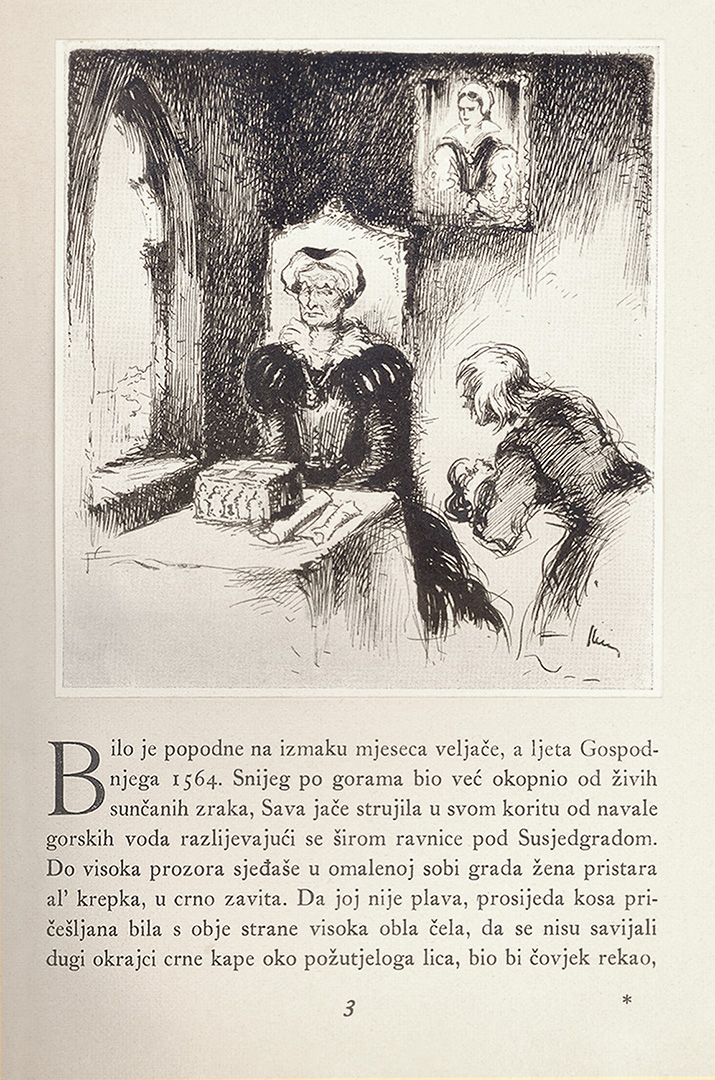 Bilo je popodne na izmaku mjeseca veljače, a ljeta Gospod-
njega 1564. Snijeg po gorama bio već okopnio od živih
sunčanih zraka, Sava jače strujila u svom koritu od navale
gorskih voda razlijevajući se širom ravnice pod Susjedgradom.
Do visoka prozora sjeđaše u omalenoj sobi grada žena pristara
al’ krepka, u crno zavita. Da joj nije plava, prosijeda kosa pri-
češljana bila s obje strane visoka obla čela, da se nisu savijali
dugi okrajci crne kape oko požutjeloga lica, bio bi čovjek rekao,
3 *